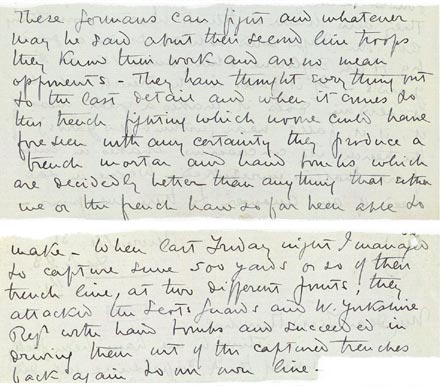 These Germans can fight and whatever
may be said about their second line troops
they know their work and are no mean
opponents - They have thought everything out
to the last detail and when it comes to
this trench fighting which no one could have
foreseen with any certainty they produce a
trench mortar and hand bombs which
are decidedly better than anything that either
we or the french have so far been able to
make - When last Friday night I managed
to capture some 500 yards or so of their
trench line, at two different points, they
attacked the Scots Guards and W. Yorkshire
Regt with hand bombs and succeeded in
driving them out of the captured trenches
back again to our own line -